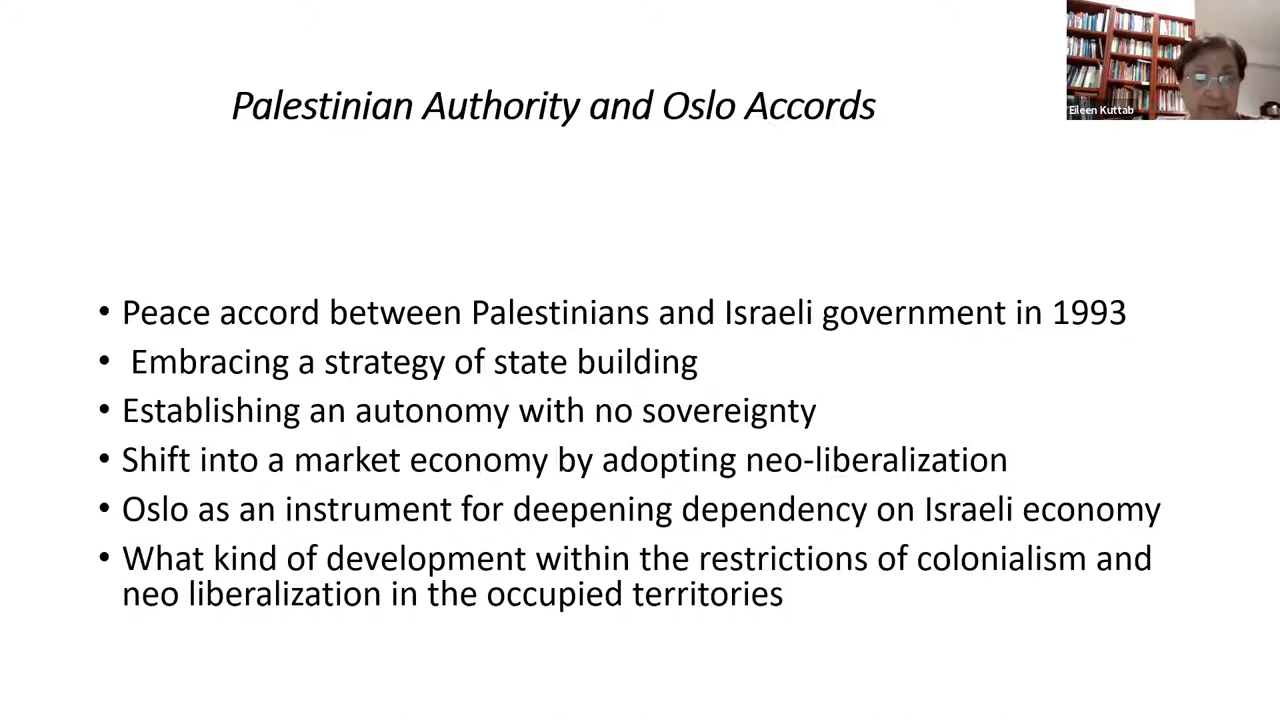 Palestinian Authority and Oslo Accords
Eileen Kuttab
• Peace accord between Palestinians and Israeli government in 1993
• Embracing a strategy of state building
• Establishing an autonomy with no sovereignty
• Shift into a market economy by adopting neo-liberalization
• Oslo as an instrument for deepening dependency on Israeli economy
• What kind of development within the restrictions of colonialism and
neo liberalization in the occupied territories